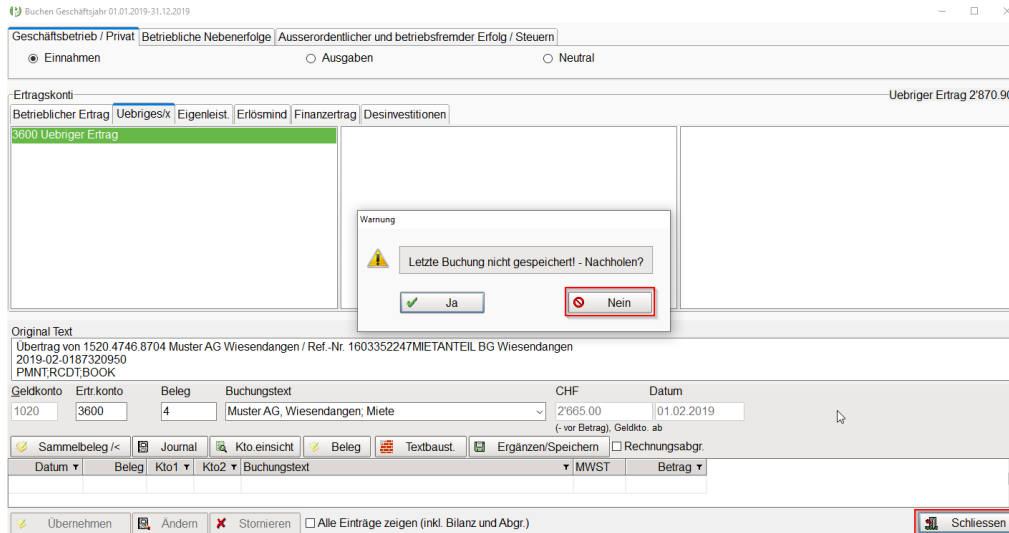 Buchen Geschäftsjahr 01.01.2019-31.12.2019
Geschäftsbetrieb / Privat Betriebliche Nebenerfolge Ausserordentlicher und betriebsfremder Erfolg / Steuern
Einnahmen Ausgaben Neutral
Ertragskonti Uebriger Ertrag 2'870.90
Betrieblicher Ertrag Uebriges/x Eigenleist. Erlösmind Finanzertrag Desinvestitionen
3600 Uebriger Ertrag
Warnung
Letzte Buchung nicht gespeichert! - Nachholen?
Ja Nein
Original Text
Übertrag von 1520.4746.8704 Muster AG Wiesendangen / Ref.-Nr. 1603352247MIETANTEIL BG Wiesendangen
2019-02-0187320950
PMNT;RCDT;BOOK
Geldkonto Ertr.konto Beleg Buchungstext CHF Datum
1020 3600 4 Muster AG, Wiesendangen; Miete 2'665.00 01.02.2019
(- vor Betrag), Geldkto. ab
Sammelbeleg /< Journal Kto.einsicht Beleg Textbaust. Ergänzen/Speichern Rechnungsabgr.
Datum Beleg Kto1 Kto2 Buchungstext MWST Betrag
Übernehmen Ändern Stornieren Alle Einträge zeigen (inkl. Bilanz und Abgr.) Schliessen